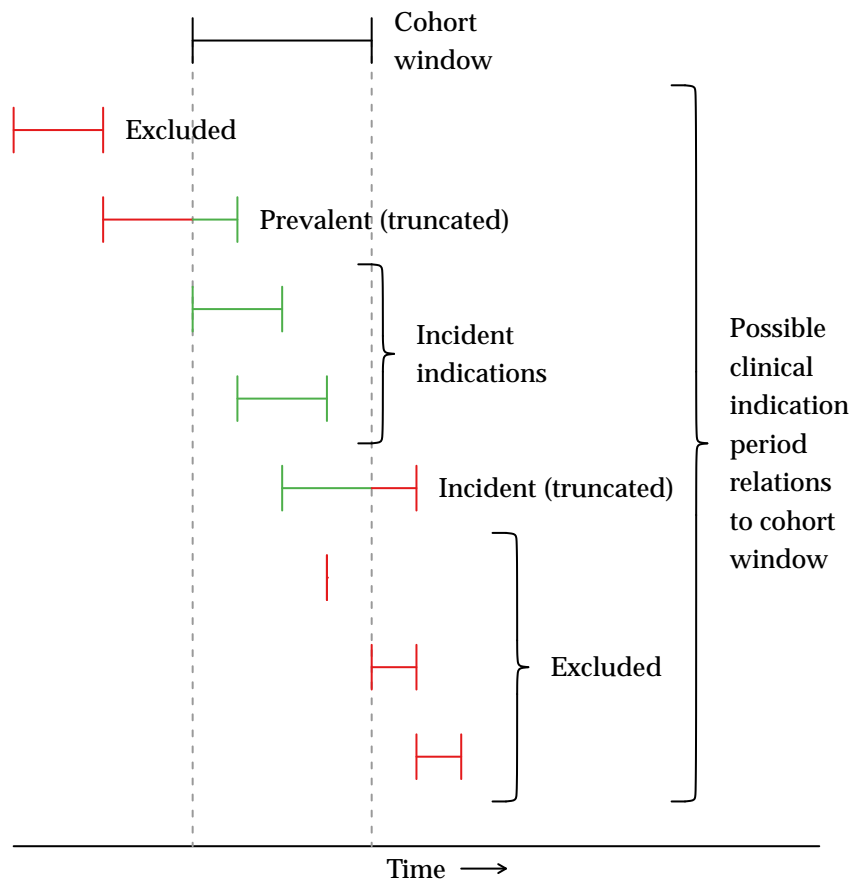 Cohort
window
Excluded
Prevalent (truncated)
Incident
indications
Possible
clinical
indication
period
relations
to cohort
window
Incident (truncated)
Excluded
Time